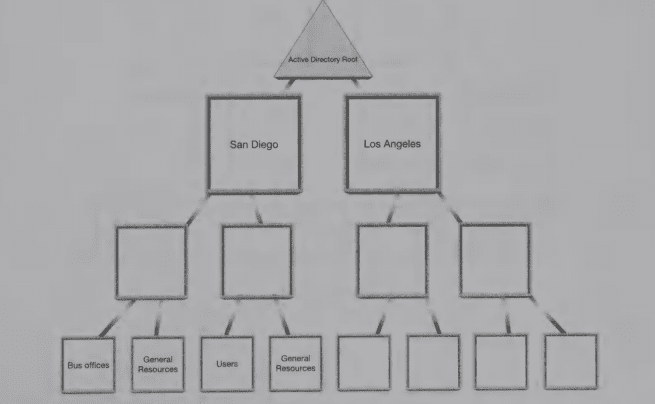 Active Directory Root
San Diego
Los Angeles
Bus offices
General
Resources
Users
General
Resources